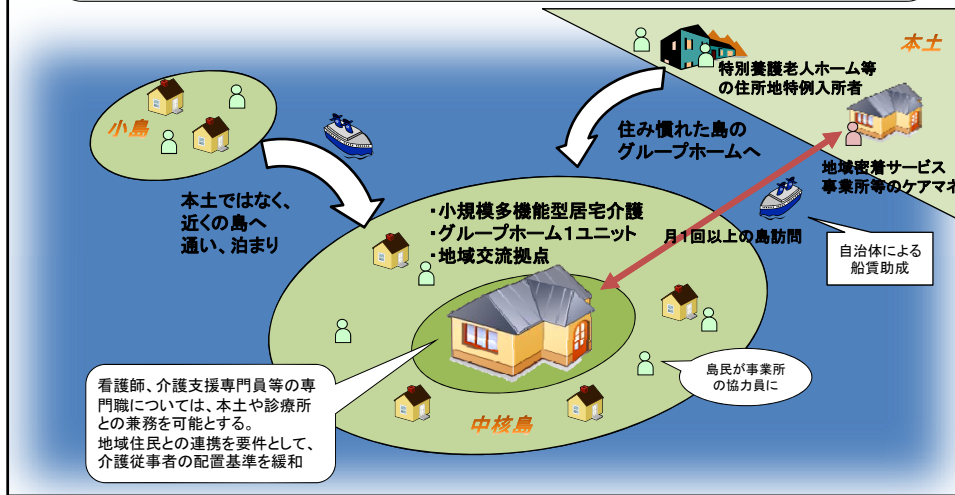 本土
特別養護老人ホーム等
の住所地特例入所者
小島
住み慣れた島の
グループホームへ
地域密着サービス
事業所等のケアマネ
本土ではなく、
近くの島へ
通い、泊まり
・小規模多機能型居宅介護
・グループホーム1ユニット
・地域交流拠点
月1回以上の島訪問
自治体による
船賃助成
島民が事業所
の協力員に
看護師、介護支援専門員等の専
門職については、本土や診療所
との兼務を可能とする。
地域住民との連携を要件として、
介護従事者の配置基準を緩和
中核島